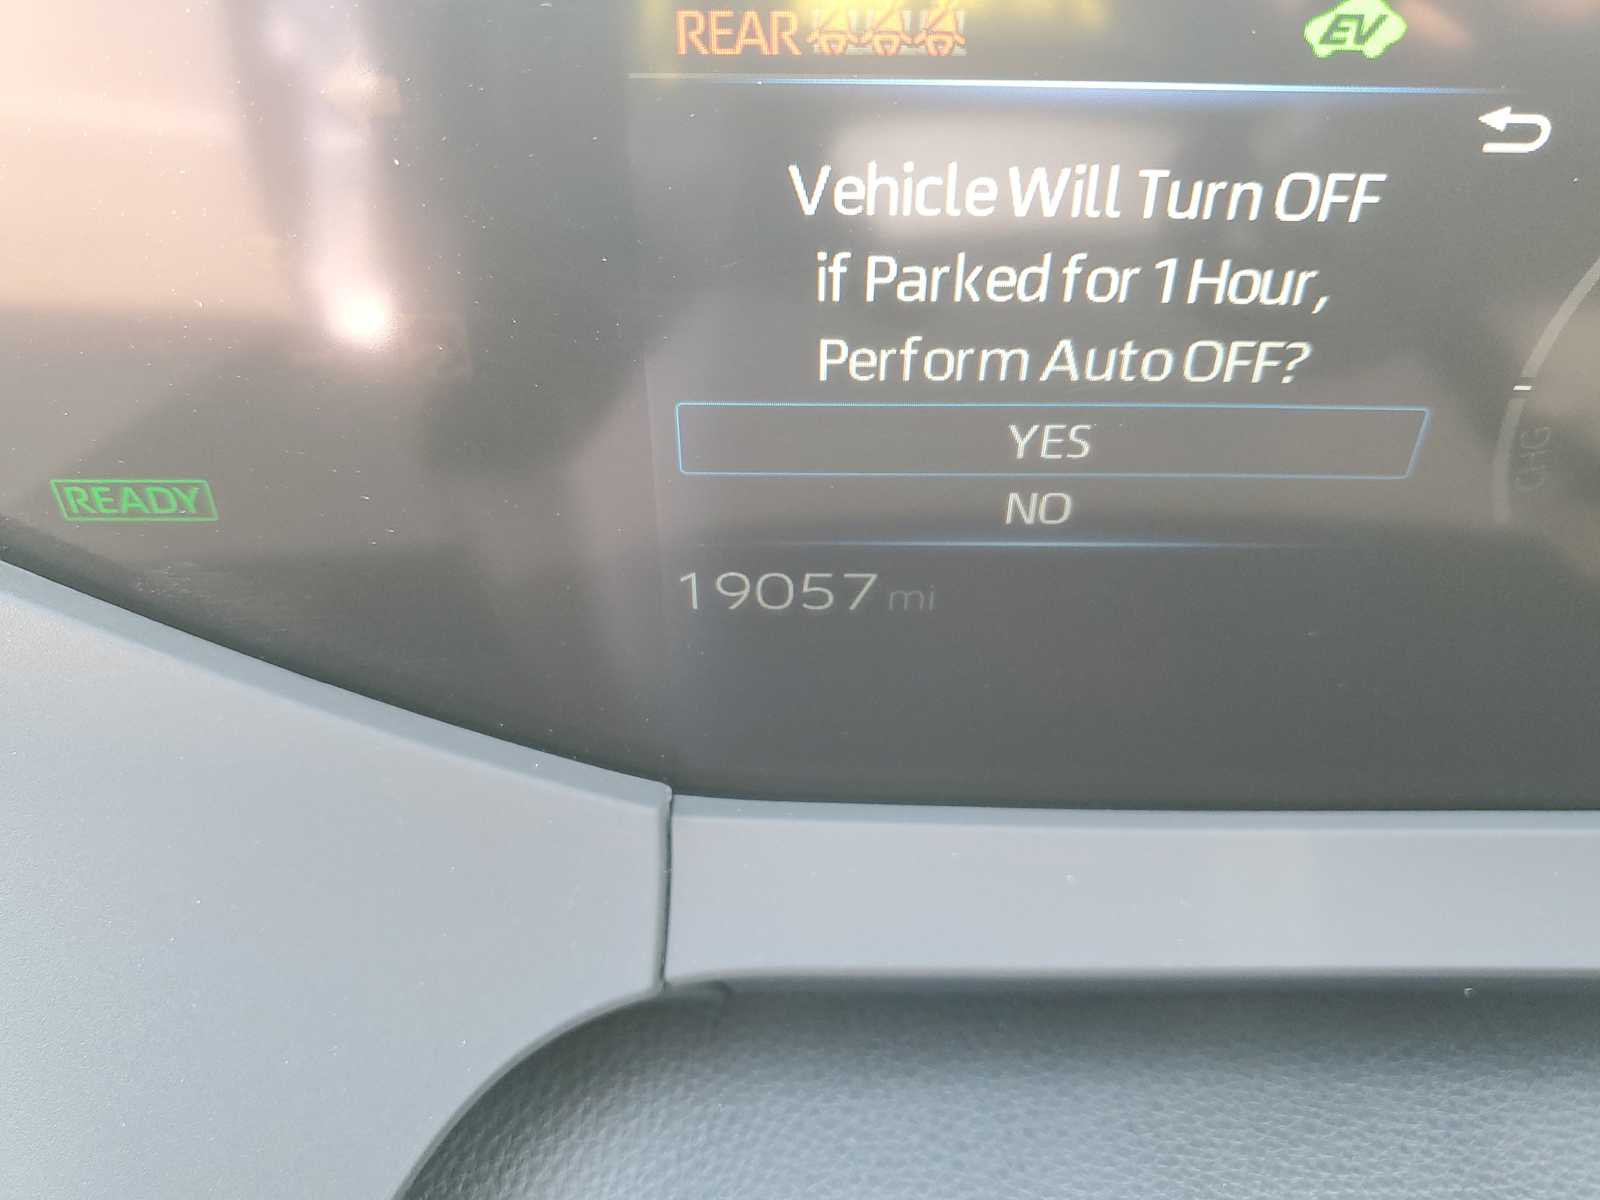 REAR
EV
Vehicle Will Turn OFF
if Parked for 1 Hour,
Perform Auto OFF?
CHG
YES
READY
NO
19057 mi